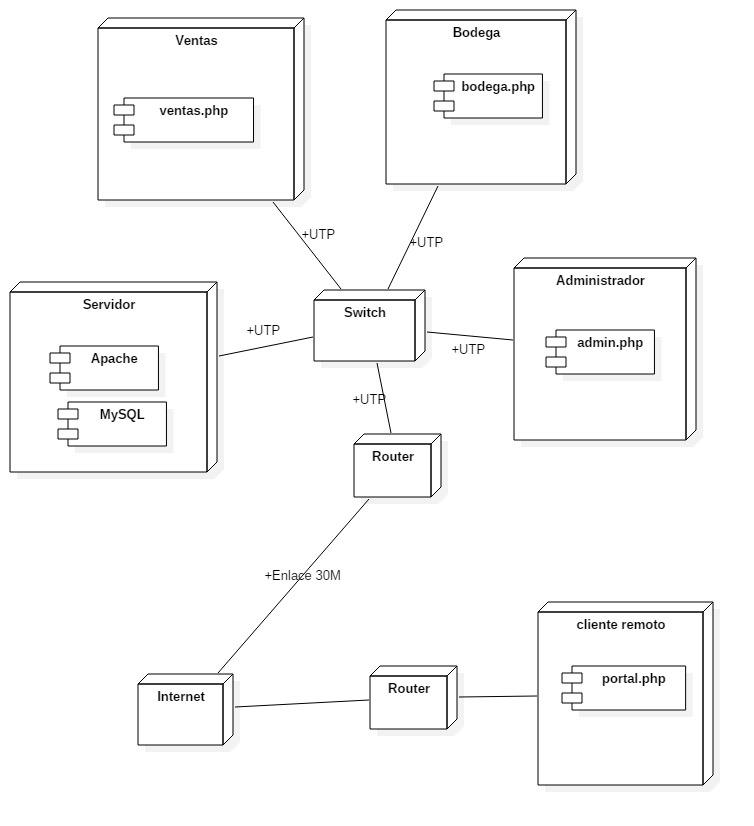 Ventas
ventas.php
Bodega
bodega.php
+UTP
+UTP
Servidor
Apache
MySQL
+UTP
Switch
+UTP
Administrador
admin.php
+UTP
Router
+Enlace 30M
Internet
Router
cliente remoto
portal.php